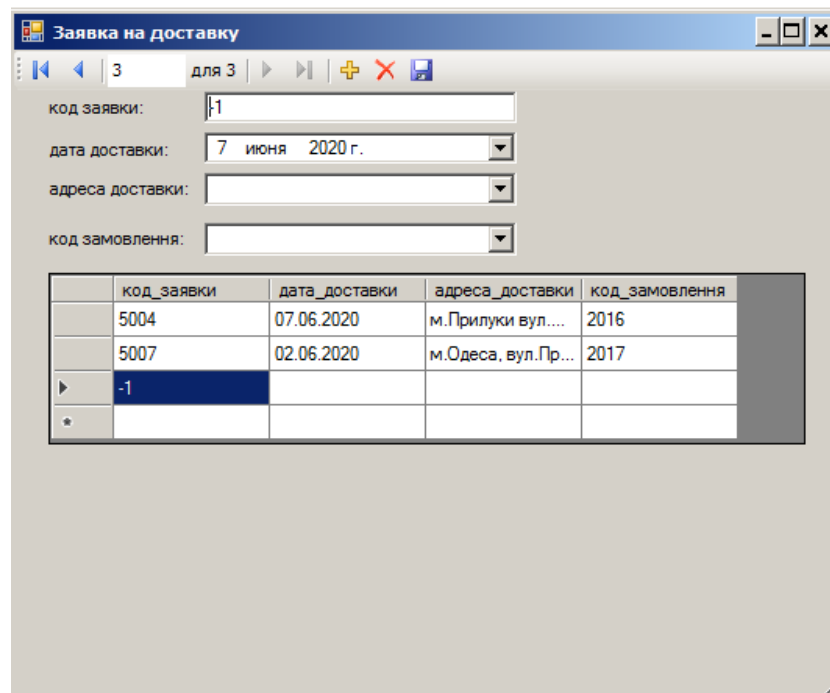 Заявка на доставку
3 для 3
код заявки: -1
дата доставки: 7 июня 2020 г.
адреса доставки:
код замовлення:
код_заявки дата_доставки адреса_доставки код_замовлення
5004 07.06.2020 м.Прилуки вул.... 2016
5007 02.06.2020 м.Одеса, вул.Пр... 2017
-1